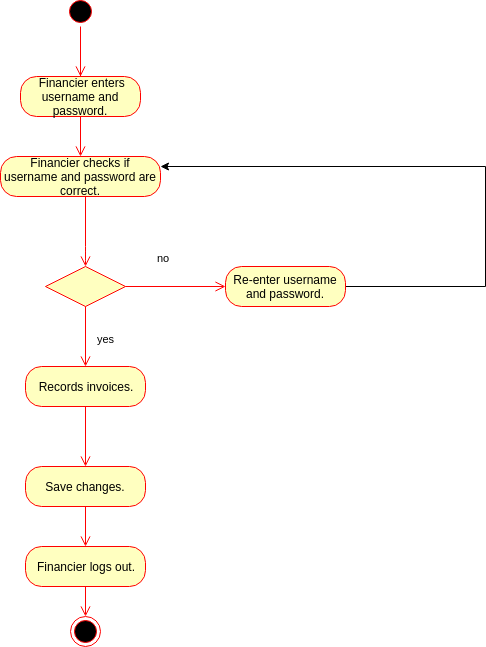 Financier enters
username and
password.
Financier checks if
username and password are
correct.
no
Re-enter username
and password.
yes
Records invoices.
Save changes.
Financier logs out.